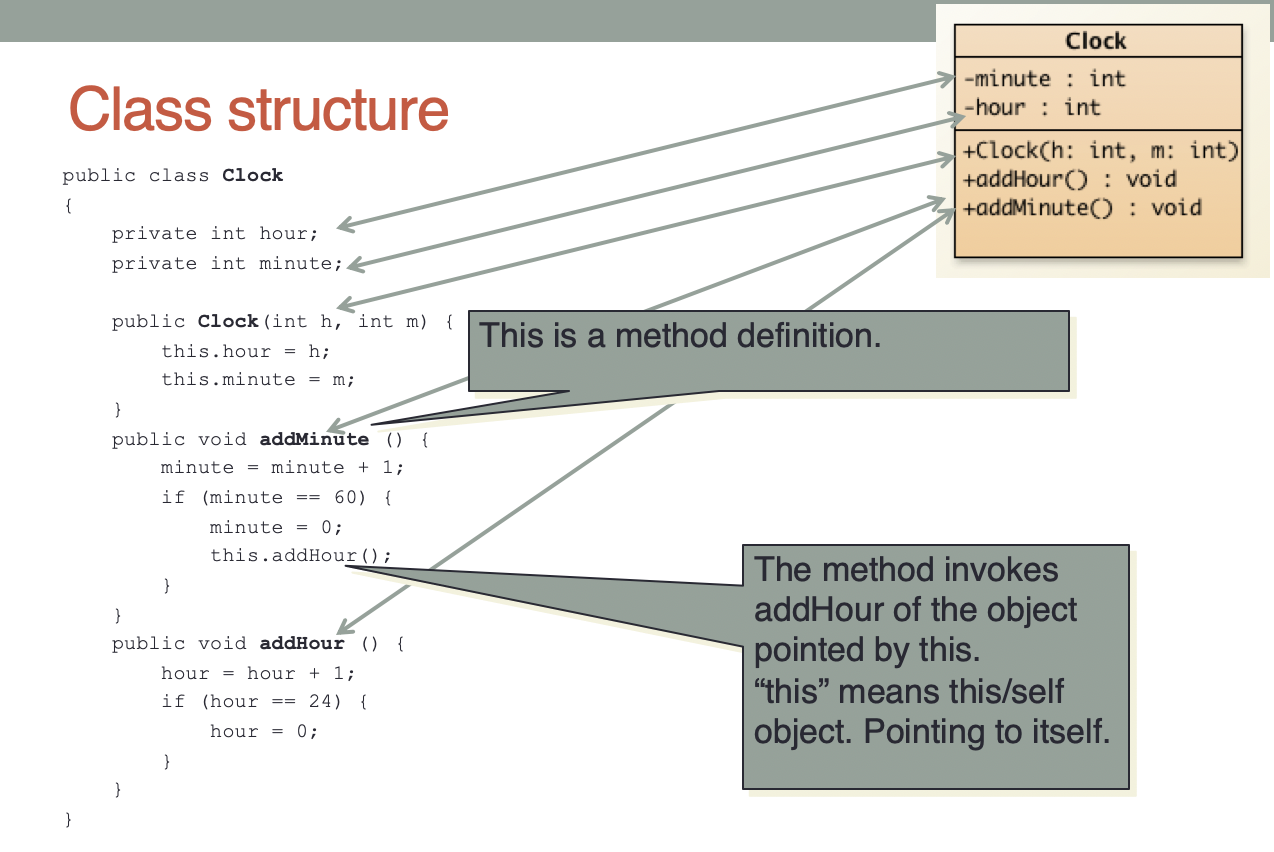 Class structure
public class Clock
{
    private int hour;
    private int minute;
    public Clock(int h, int m) {
        this.hour = h;
        this.minute = m;
    }
    public void addMinute () {
        minute = minute + 1;
        if (minute == 60) {
            minute = 0;
            this.addHour();
        }
    }
    public void addHour () {
        hour = hour + 1;
        if (hour == 24) {
            hour = 0;
        }
    }
}
Clock
-minute : int
-hour : int
+Clock(h: int, m: int)
+addHour() : void
+addMinute() : void
This is a method definition.
The method invokes
addHour of the object
pointed by this.
“this” means this/self
object. Pointing to itself.